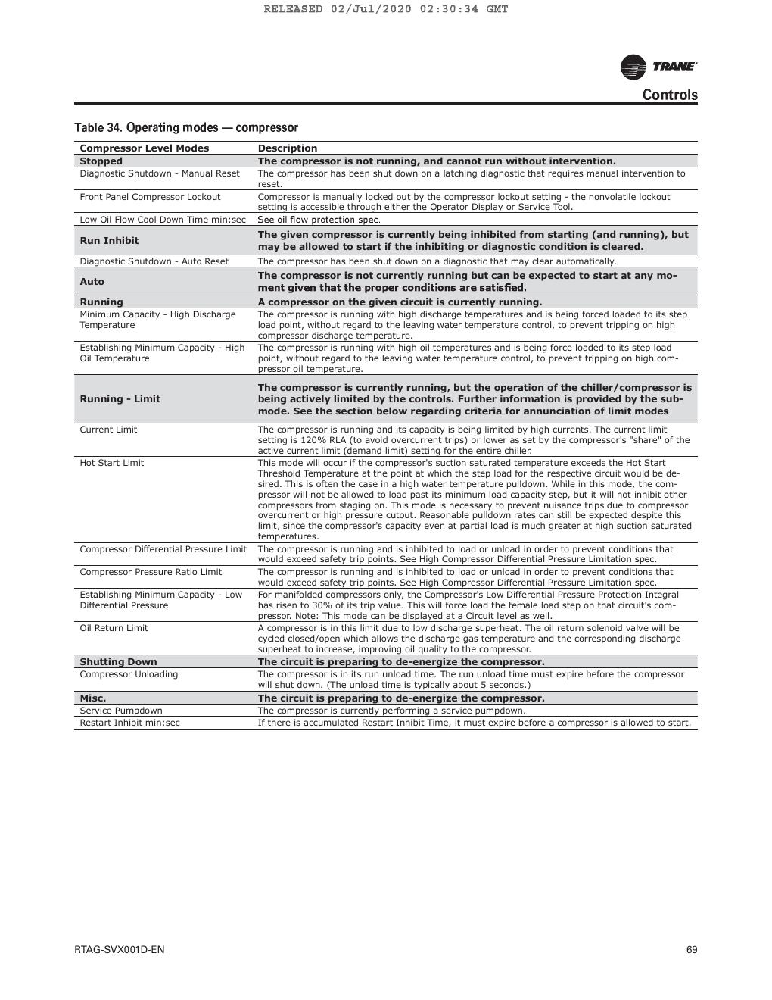 RELEASED 02/Jul/2020 02:30:34 GMT
TRANE
Controls
Table 34. Operating modes — compressor
Compressor Level Modes Description
Stopped The compressor is not running, and cannot run without intervention.
Diagnostic Shutdown - Manual Reset The compressor has been shut down on a latching diagnostic that requires manual intervention to
reset.
Front Panel Compressor Lockout Compressor is manually locked out by the compressor lockout setting - the nonvolatile lockout
setting is accessible through either the Operator Display or Service Tool.
Low Oil Flow Cool Down Time min:sec See oil flow protection spec.
Run Inhibit The given compressor is currently being inhibited from starting (and running), but
may be allowed to start if the inhibiting or diagnostic condition is cleared.
Diagnostic Shutdown - Auto Reset The compressor has been shut down on a diagnostic that may clear automatically.
Auto The compressor is not currently running but can be expected to start at any mo-
ment given that the proper conditions are satisfied.
Running A compressor on the given circuit is currently running.
Minimum Capacity - High Discharge The compressor is running with high discharge temperatures and is being forced loaded to its step
Temperature load point, without regard to the leaving water temperature control, to prevent tripping on high
compressor discharge temperature.
Establishing Minimum Capacity - High The compressor is running with high oil temperatures and is being force loaded to its step load
Oil Temperature point, without regard to the leaving water temperature control, to prevent tripping on high com-
pressor oil temperature.
The compressor is currently running, but the operation of the chiller/compressor is
Running - Limit being actively limited by the controls. Further information is provided by the sub-
mode. See the section below regarding criteria for annunciation of limit modes
Current Limit The compressor is running and its capacity is being limited by high currents. The current limit
setting is 120% RLA (to avoid overcurrent trips) or lower as set by the compressor's "share" of the
active current limit (demand limit) setting for the entire chiller.
Hot Start Limit This mode will occur if the compressor's suction saturated temperature exceeds the Hot Start
Threshold Temperature at the point at which the step load for the respective circuit would be de-
sired. This is often the case in a high water temperature pulldown. While in this mode, the com-
pressor will not be allowed to load past its minimum load capacity step, but it will not inhibit other
compressors from staging on. This mode is necessary to prevent nuisance trips due to compressor
overcurrent or high pressure cutout. Reasonable pulldown rates can still be expected despite this
limit, since the compressor's capacity even at partial load is much greater at high suction saturated
temperatures.
Compressor Differential Pressure Limit The compressor is running and is inhibited to load or unload in order to prevent conditions that
would exceed safety trip points. See High Compressor Differential Pressure Limitation spec.
Compressor Pressure Ratio Limit The compressor is running and is inhibited to load or unload in order to prevent conditions that
would exceed safety trip points. See High Compressor Differential Pressure Limitation spec.
Establishing Minimum Capacity - Low For manifolded compressors only, the Compressor's Low Differential Pressure Protection Integral
Differential Pressure has risen to 30% of its trip value. This will force load the female load step on that circuit's com-
pressor. Note: This mode can be displayed at a Circuit level as well.
Oil Return Limit A compressor is in this limit due to low discharge superheat. The oil return solenoid valve will be
cycled closed/open which allows the discharge gas temperature and the corresponding discharge
superheat to increase, improving oil quality to the compressor.
Shutting Down The circuit is preparing to de-energize the compressor.
Compressor Unloading The compressor is in its run unload time. The run unload time must expire before the compressor
will shut down. (The unload time is typically about 5 seconds.)
Misc. The circuit is preparing to de-energize the compressor.
Service Pumpdown The compressor is currently performing a service pumpdown.
Restart Inhibit min:sec If there is accumulated Restart Inhibit Time, it must expire before a compressor is allowed to start.
RTAG-SVX001D-EN 69